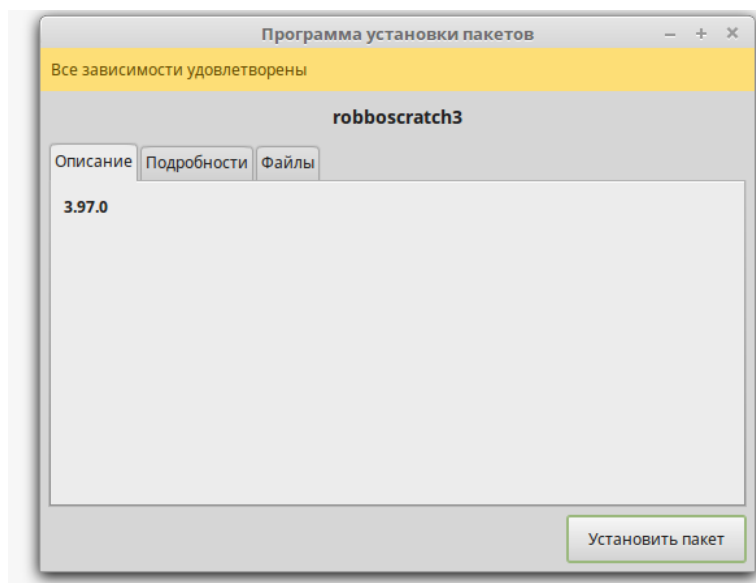 Программа установки пакетов
Все зависимости удовлетворены
robboscratch3
Описание Подробности Файлы
3.97.0
Установить пакет